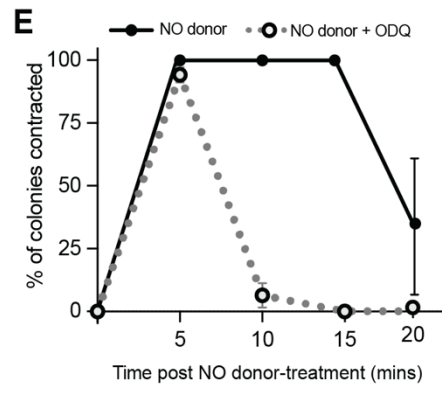 E
NO donor NO donor + ODQ
% of colonies contracted
100
75
50
25
0
5 10 15 20
Time post NO donor-treatment (mins)